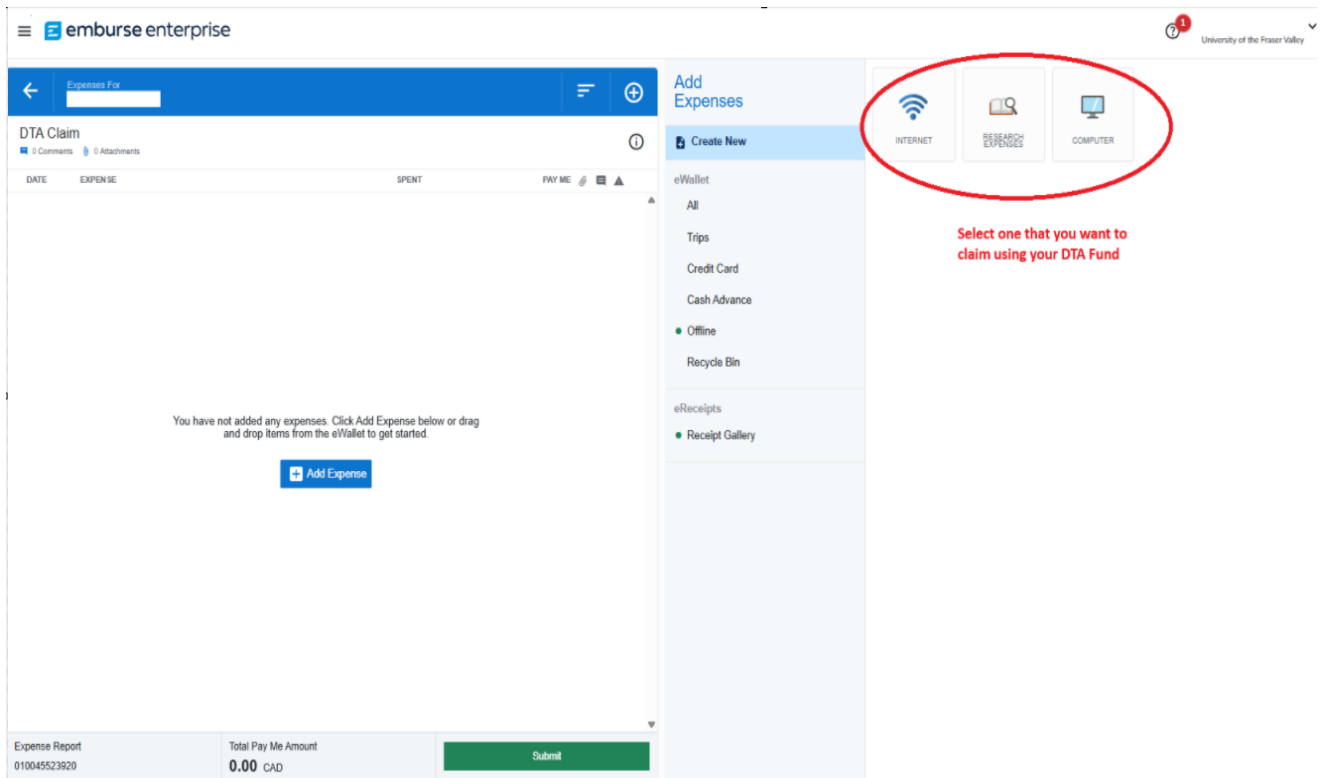 emburse enterprise
1
University of the Fraser Valley
Expenses For
DTA Claim
0 Comments 0 Attachments
DATE EXPENSE SPENT PAY ME
You have not added any expenses. Click Add Expense below or drag
and drop items from the eWallet to get started.
Add Expense
Expense Report
010045523920
Total Pay Me Amount
0.00 CAD
Submit
Add
Expenses
Create New
eWallet
All
Trips
Credit Card
Cash Advance
Offline
Recycle Bin
eReceipts
Receipt Gallery
INTERNET
RESEARCH
EXPENSES
COMPUTER
Select one that you want to
claim using your DTA Fund